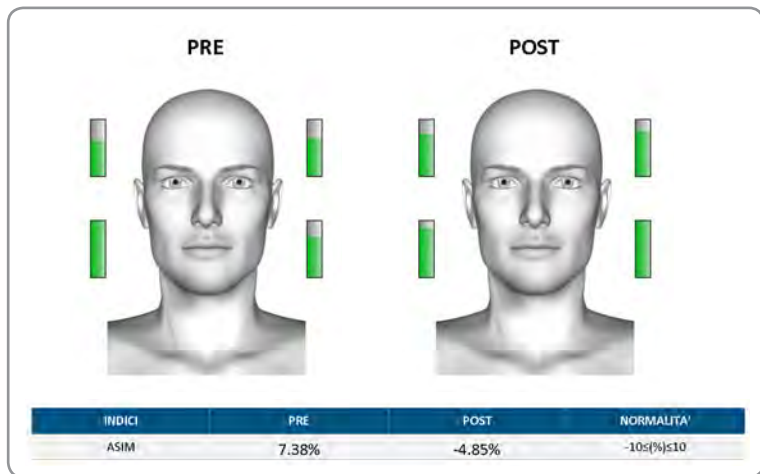 PRE POST
INDICI PRE POST NORMALITA'
ASIM 7.38% -4.85% -10≤(%)≤10